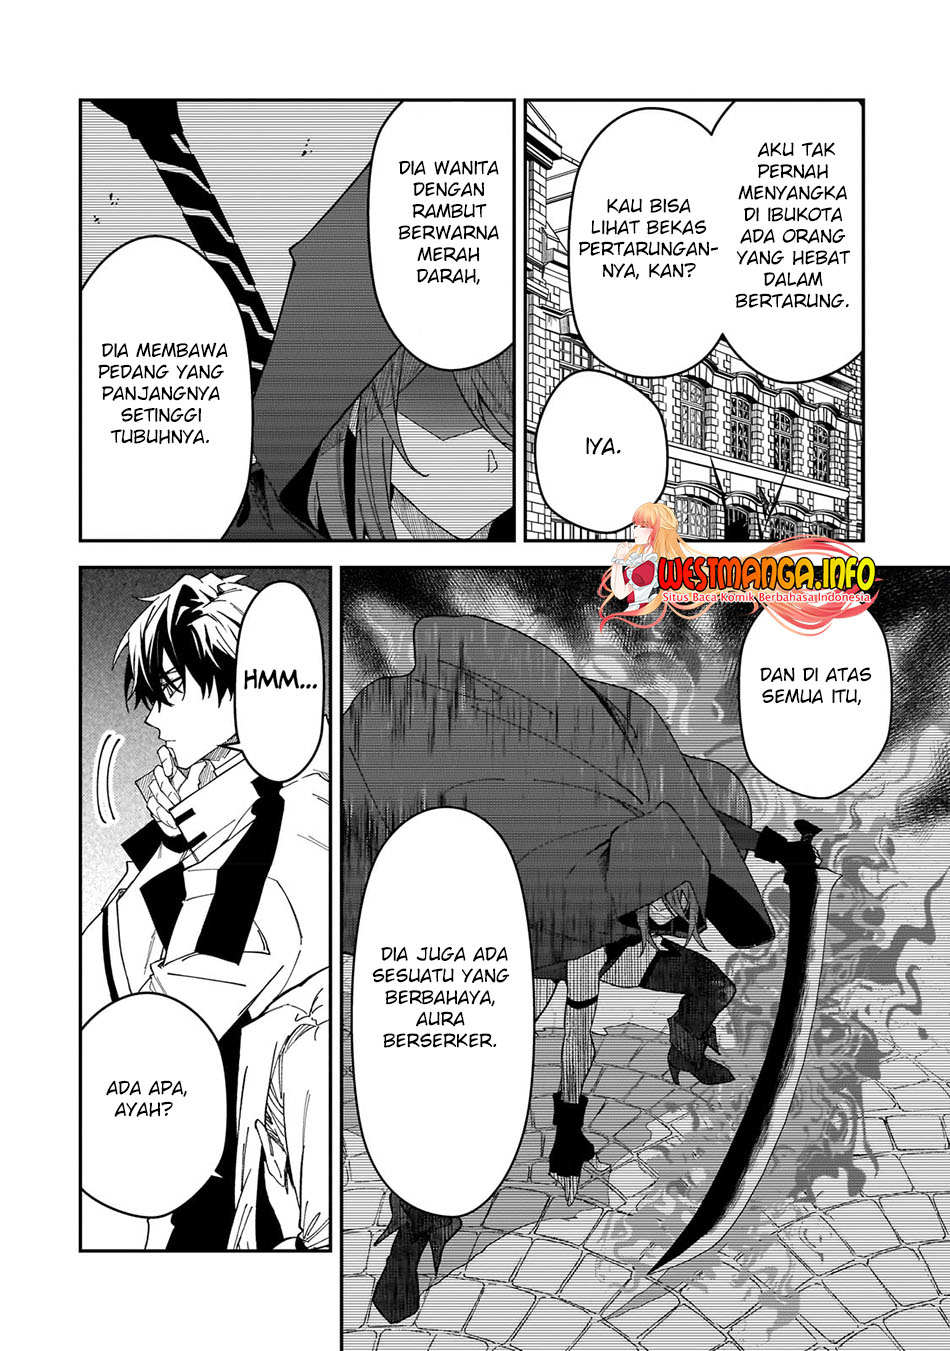 AKU TAK
PERNAH
MENYANGKA
DI IBUKOTA
ADA ORANG
YANG HEBAT
DALAM
BERTARUNG.
KAU BISA
LIHAT BEKAS
PERTARUNGAN-
NYA, KAN?
IYA.
DIA WANITA
DENGAN
RAMBUT
BERWARNA
MERAH
DARAH,
DIA MEMBAWA
PEDANG YANG
PANJANGNYA
SETINGGI
TUBUHNYA.
WESTMANGA.INFO
Situs Baca Komik Berbahasa Indonesia
DAN DI ATAS
SEMUA ITU,
DIA JUGA ADA
SESUATU YANG
BERBAHAYA,
AURA
BERSERKER.
HMM...
ADA APA,
AYAH?